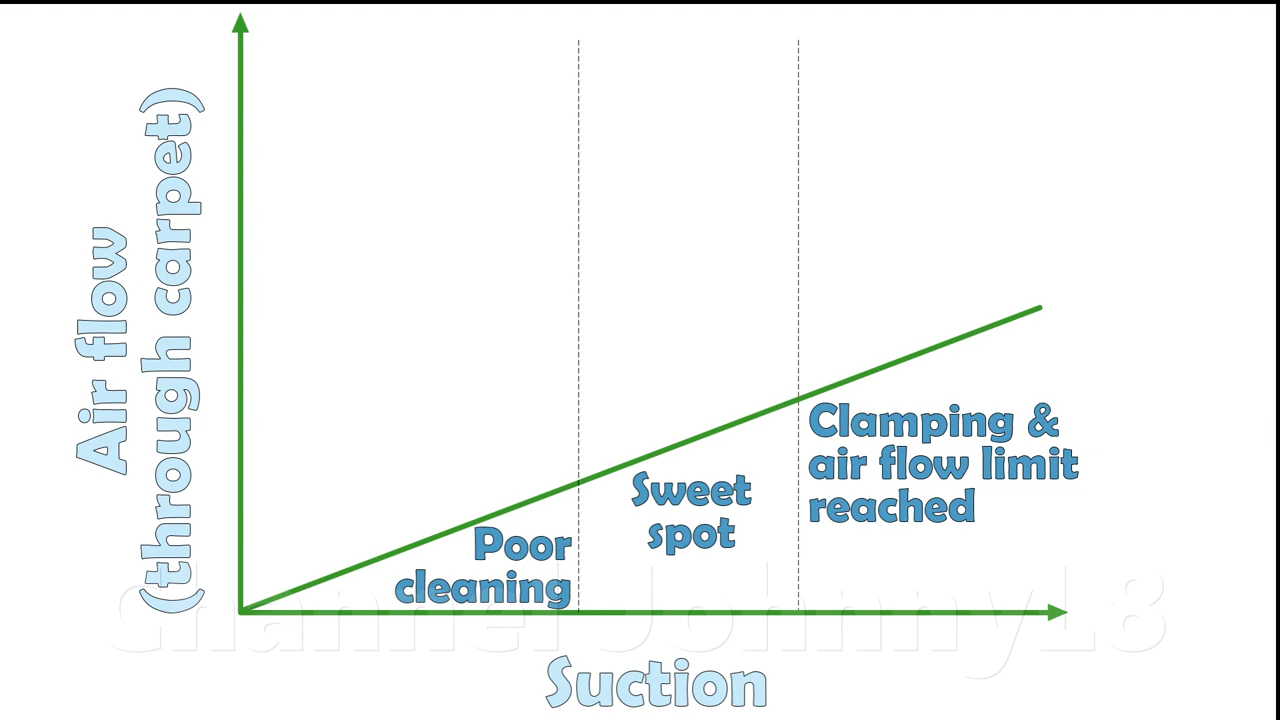 Air flow
(through carpet)
Poor
cleaning
Sweet
spot
Clamping &
air flow limit
reached
Suction
Channel Johnny18